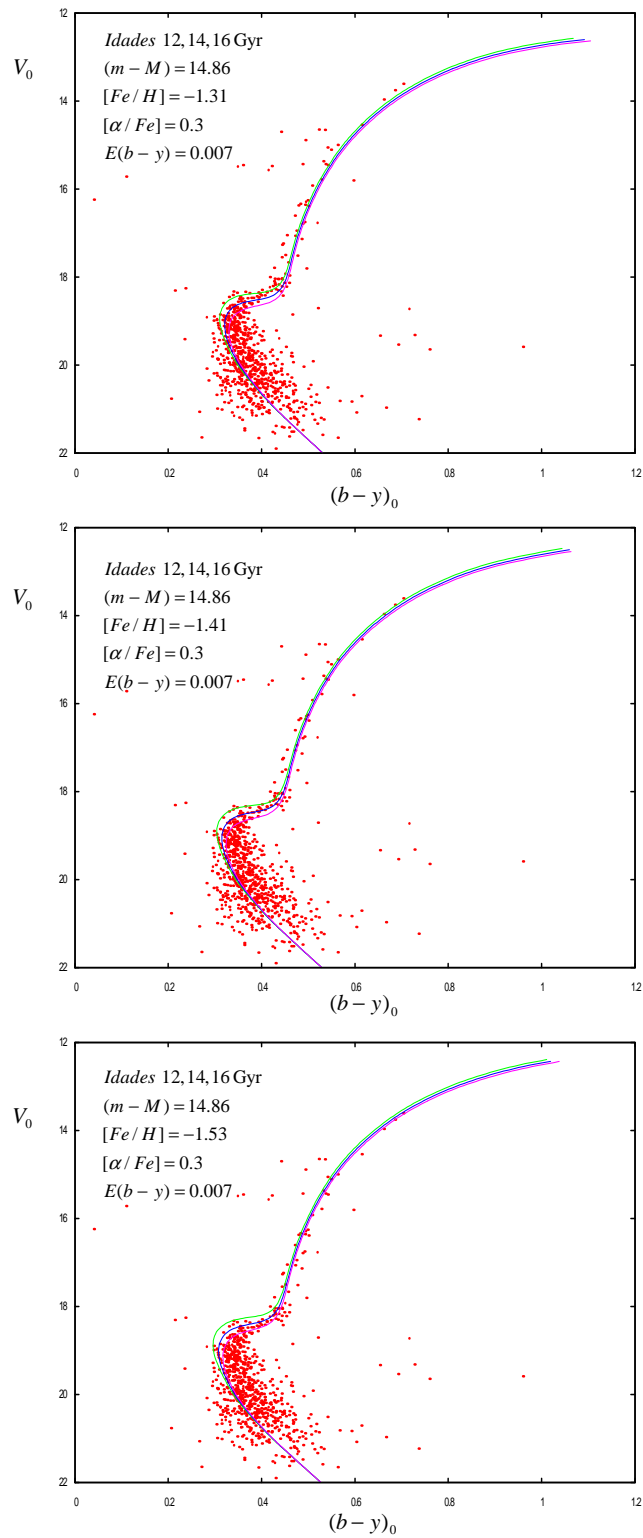 12
14
16
18
20
22
V₀
Idades 12,14,16 Gyr
(m − M) = 14.86
[Fe / H] = −1.31
[α / Fe] = 0.3
E(b − y) = 0.007
0 0.2 0.4 0.6 0.8 1 1.2
(b − y)₀
12
14
16
18
20
22
V₀
Idades 12,14,16 Gyr
(m − M) = 14.86
[Fe / H] = −1.41
[α / Fe] = 0.3
E(b − y) = 0.007
0 0.2 0.4 0.6 0.8 1 1.2
(b − y)₀
12
14
16
18
20
22
V₀
Idades 12,14,16 Gyr
(m − M) = 14.86
[Fe / H] = −1.53
[α / Fe] = 0.3
E(b − y) = 0.007
0 0.2 0.4 0.6 0.8 1 1.2
(b − y)₀